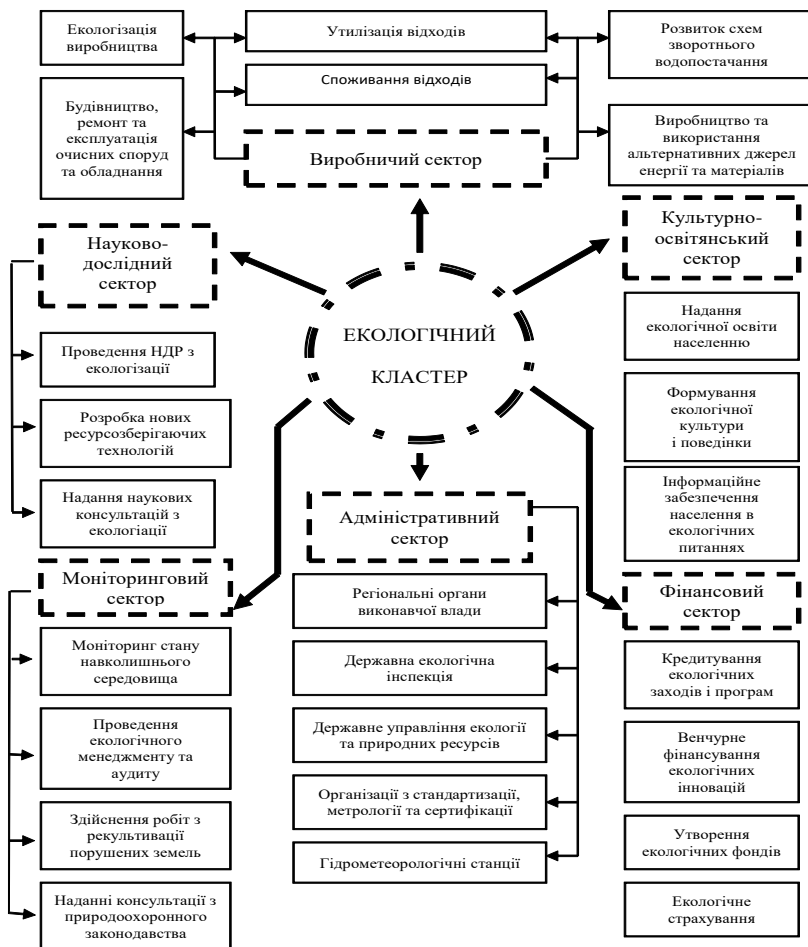 Екологізація
виробництва
Утилізація відходів
Розвиток схем
зворотнього
водопостачання
Споживання відходів
Будівництво,
ремонт та
експлуатація
очисних споруд
та обладнання
Виробничий сектор
Виробництво та
використання
альтернативних джерел
енергії та матеріалів
Науково-
дослідний
сектор
Культурно-
освітянський
сектор
ЕКОЛОГІЧНИЙ
КЛАСТЕР
Проведення НДР з
екологізації
Розробка нових
ресурсозберігаючих
технологій
Надання наукових
консультацій з
екологіації
Надання
екологічної освіти
населенню
Формування
екологічної
культури
і поведінки
Інформаційне
забезпечення
населення в
екологічних
питаннях
Адміністративний
сектор
Регіональні органи
виконавчої влади
Державна екологічна
інспекція
Державне управління екології
та природних ресурсів
Організації з стандартизації,
метрології та сертифікації
Гідрометеорологічні станції
Моніторинговий
сектор
Моніторинг стану
навколишнього
середовища
Проведення
екологічного
менеджменту та
аудиту
Здійснення робіт з
рекультивації
порушених земель
Наданні консультації з
природоохоронного
законодавства
Фінансовий
сектор
Кредитування
екологічних
заходів і програм
Венчурне
фінансування
екологічних
інновацій
Утворення
екологічних фондів
Екологічне
страхування